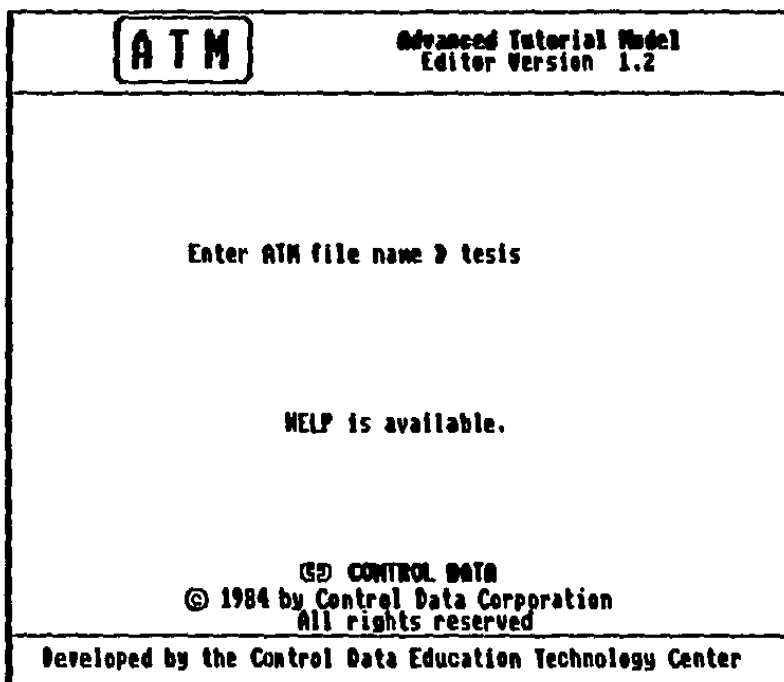 ATM
Advanced Tutorial Model
Editor Version 1.2
Enter ATM file name > tesis
HELP is available.
CONTROL DATA
© 1984 by Control Data Corporation
All rights reserved
Developed by the Control Data Education Technology Center